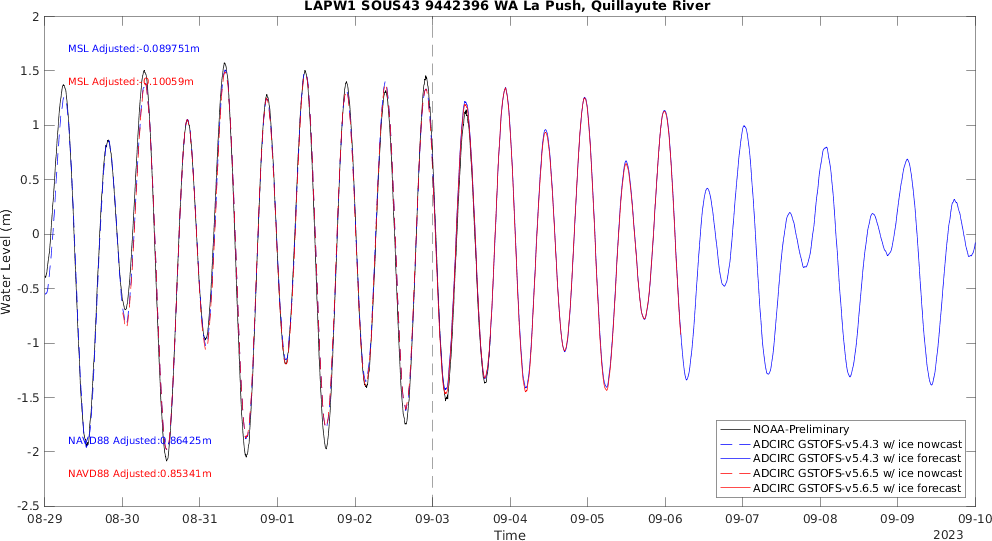 LAPW1 SOUS43 9442396 WA La Push, Quillayute River
Water Level (m)
2
1.5
1
0.5
0
-0.5
-1
-1.5
-2
-2.5
MSL Adjusted:-0.089751m
MSL Adjusted:-0.10059m
NAVD88 Adjusted:0.86425m
NAVD88 Adjusted:0.85341m
NOAA-Preliminary
ADCIRC GSTOFS-v5.4.3 w/ ice nowcast
ADCIRC GSTOFS-v5.4.3 w/ ice forecast
ADCIRC GSTOFS-v5.6.5 w/ ice nowcast
ADCIRC GSTOFS-v5.6.5 w/ ice forecast
08-29 08-30 08-31 09-01 09-02 09-03 09-04 09-05 09-06 09-07 09-08 09-09 09-10
Time
2023